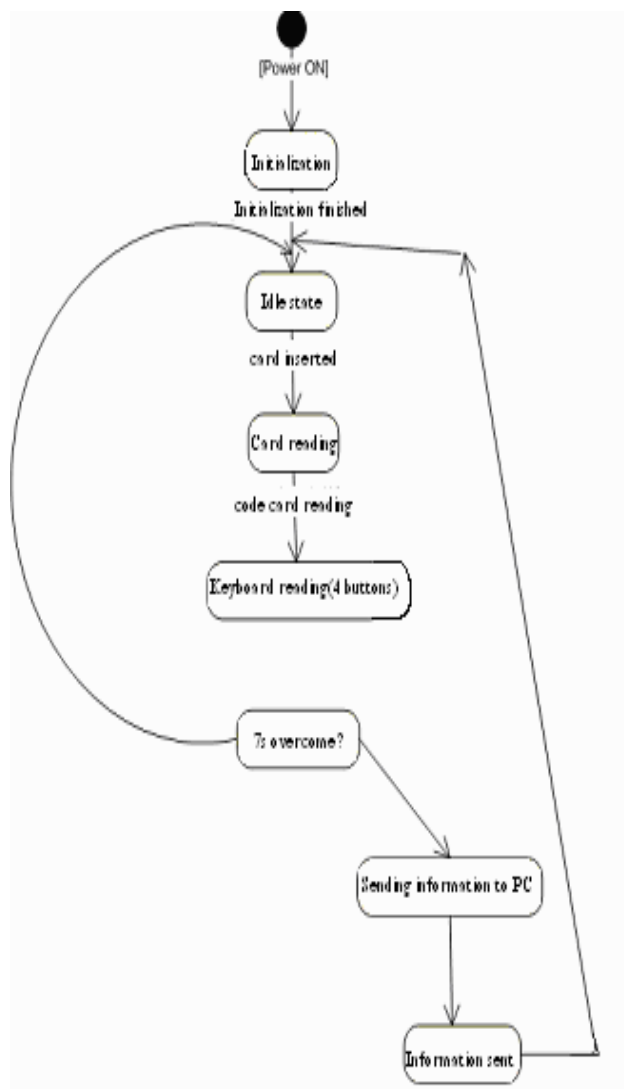 [Power ON]
Initialization
Initialization finished
Idle state
card inserted
Card reading
code card reading
Keyboard reading(4 buttons)
7s overcome?
Sending information to PC
Information sent